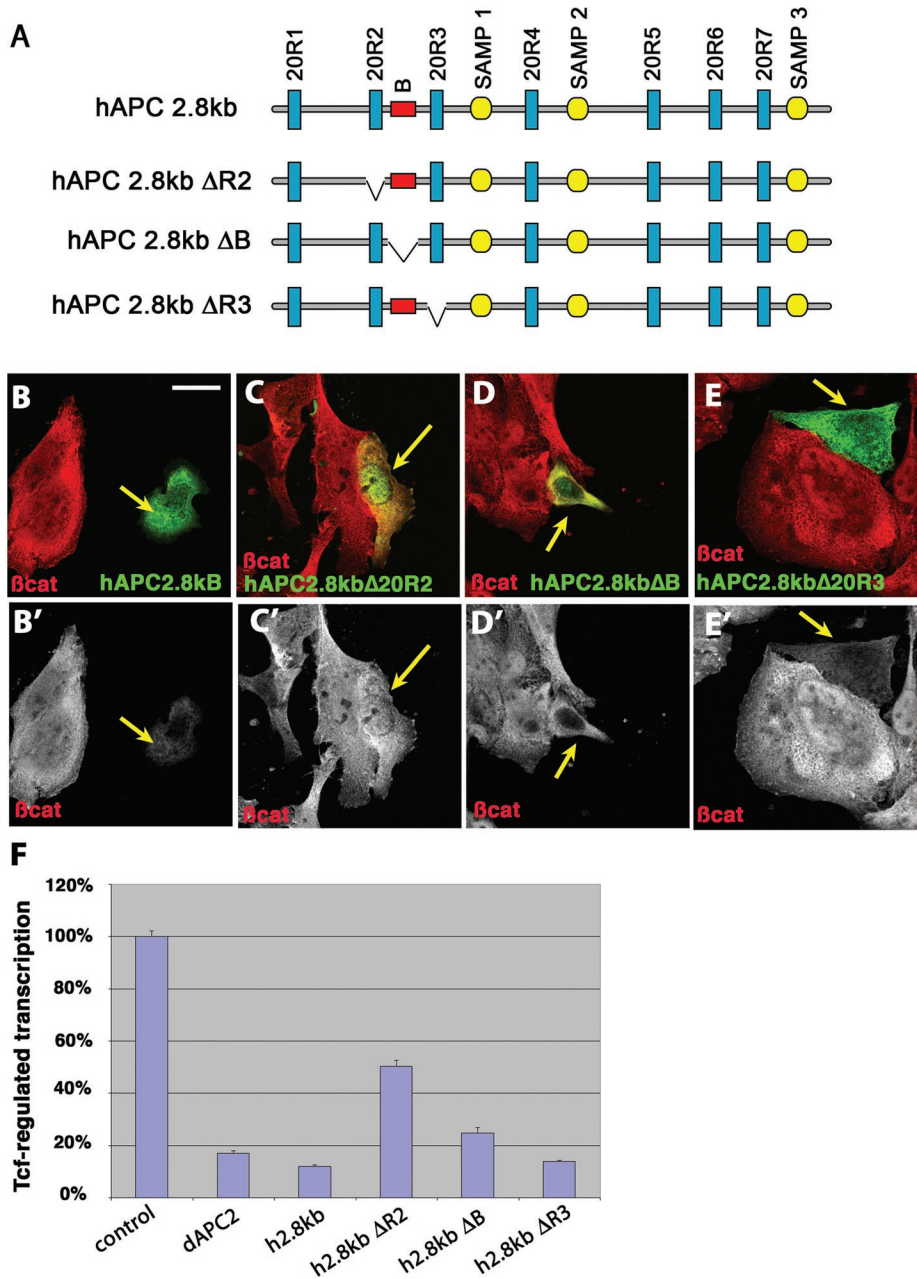 A
20R1
20R2
B
20R3
SAMP 1
20R4
SAMP 2
20R5
20R6
20R7
SAMP 3
hAPC 2.8kb
hAPC 2.8kb ΔR2
hAPC 2.8kb ΔB
hAPC 2.8kb ΔR3
B
ßcat
hAPC2.8kB
C
ßcat
hAPC2.8kbΔ20R2
D
ßcat
hAPC2.8kbΔB
E
ßcat
hAPC2.8kbΔ20R3
B'
ßcat
C'
ßcat
D'
ßcat
E'
ßcat
F
Tcf-regulated transcription
120%
100%
80%
60%
40%
20%
0%
control
dAPC2
h2.8kb
h2.8kb ΔR2
h2.8kb ΔB
h2.8kb ΔR3